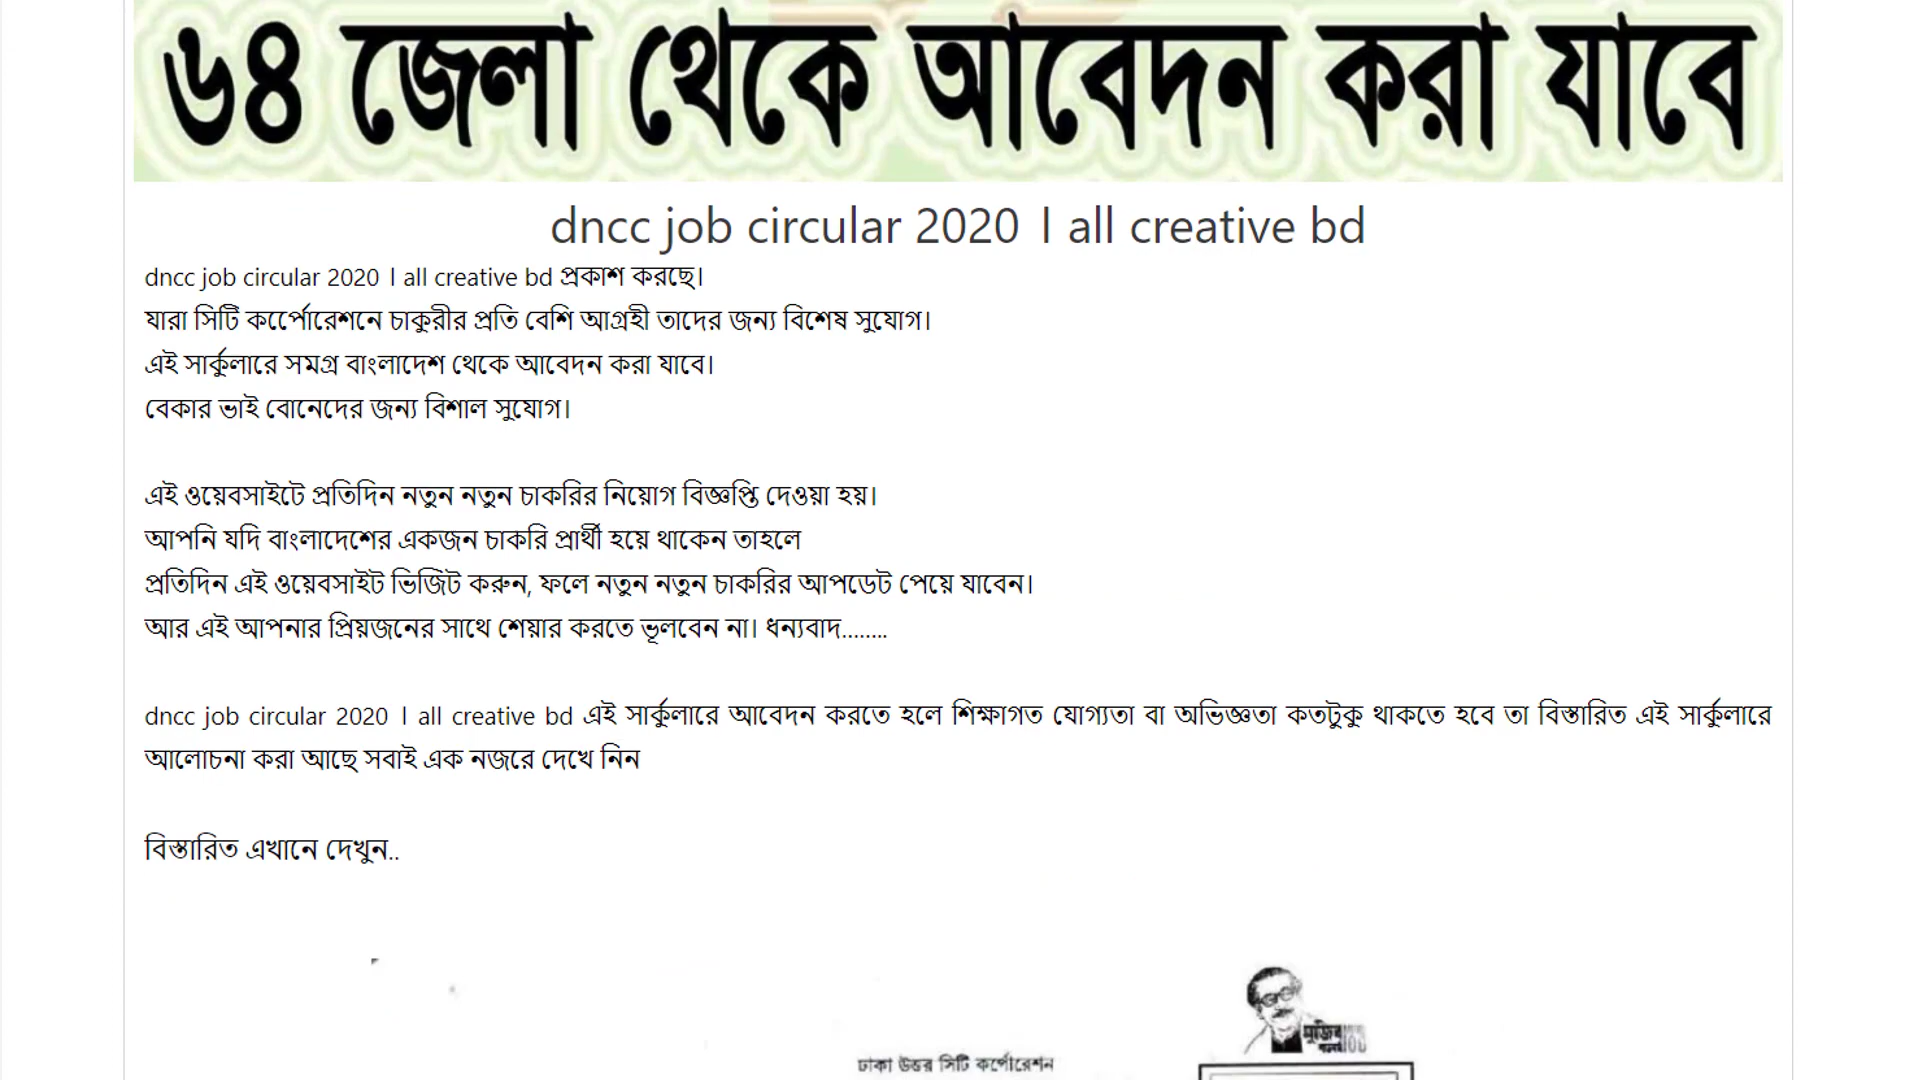 ৬৪ জেলা থেকে আবেদন করা যাবে
dncc job circular 2020 । all creative bd
dncc job circular 2020 । all creative bd প্রকাশ করছে।
যারা সিটি কর্পোরেশনে চাকুরীর প্রতি বেশি আগ্রহী তাদের জন্য বিশেষ সুযোগ।
এই সার্কুলারে সমগ্র বাংলাদেশ থেকে আবেদন করা যাবে।
বেকার ভাই বোনেদের জন্য বিশাল সুযোগ।
এই ওয়েবসাইটে প্রতিদিন নতুন নতুন চাকরির নিয়োগ বিজ্ঞপ্তি দেওয়া হয়।
আপনি যদি বাংলাদেশের একজন চাকরি প্রার্থী হয়ে থাকেন তাহলে
প্রতিদিন এই ওয়েবসাইট ভিজিট করুন, ফলে নতুন নতুন চাকরির আপডেট পেয়ে যাবেন।
আর এই আপনার প্রিয়জনের সাথে শেয়ার করতে ভূলবেন না। ধন্যবাদ........
dncc job circular 2020 । all creative bd এই সার্কুলারে আবেদন করতে হলে শিক্ষাগত যোগ্যতা বা অভিজ্ঞতা কতটুকু থাকতে হবে তা বিস্তারিত এই সার্কুলারে
আলোচনা করা আছে সবাই এক নজরে দেখে নিন
বিস্তারিত এখানে দেখুন..
মুজিব
ঢাকা উত্তর সিটি কর্পোরেশন